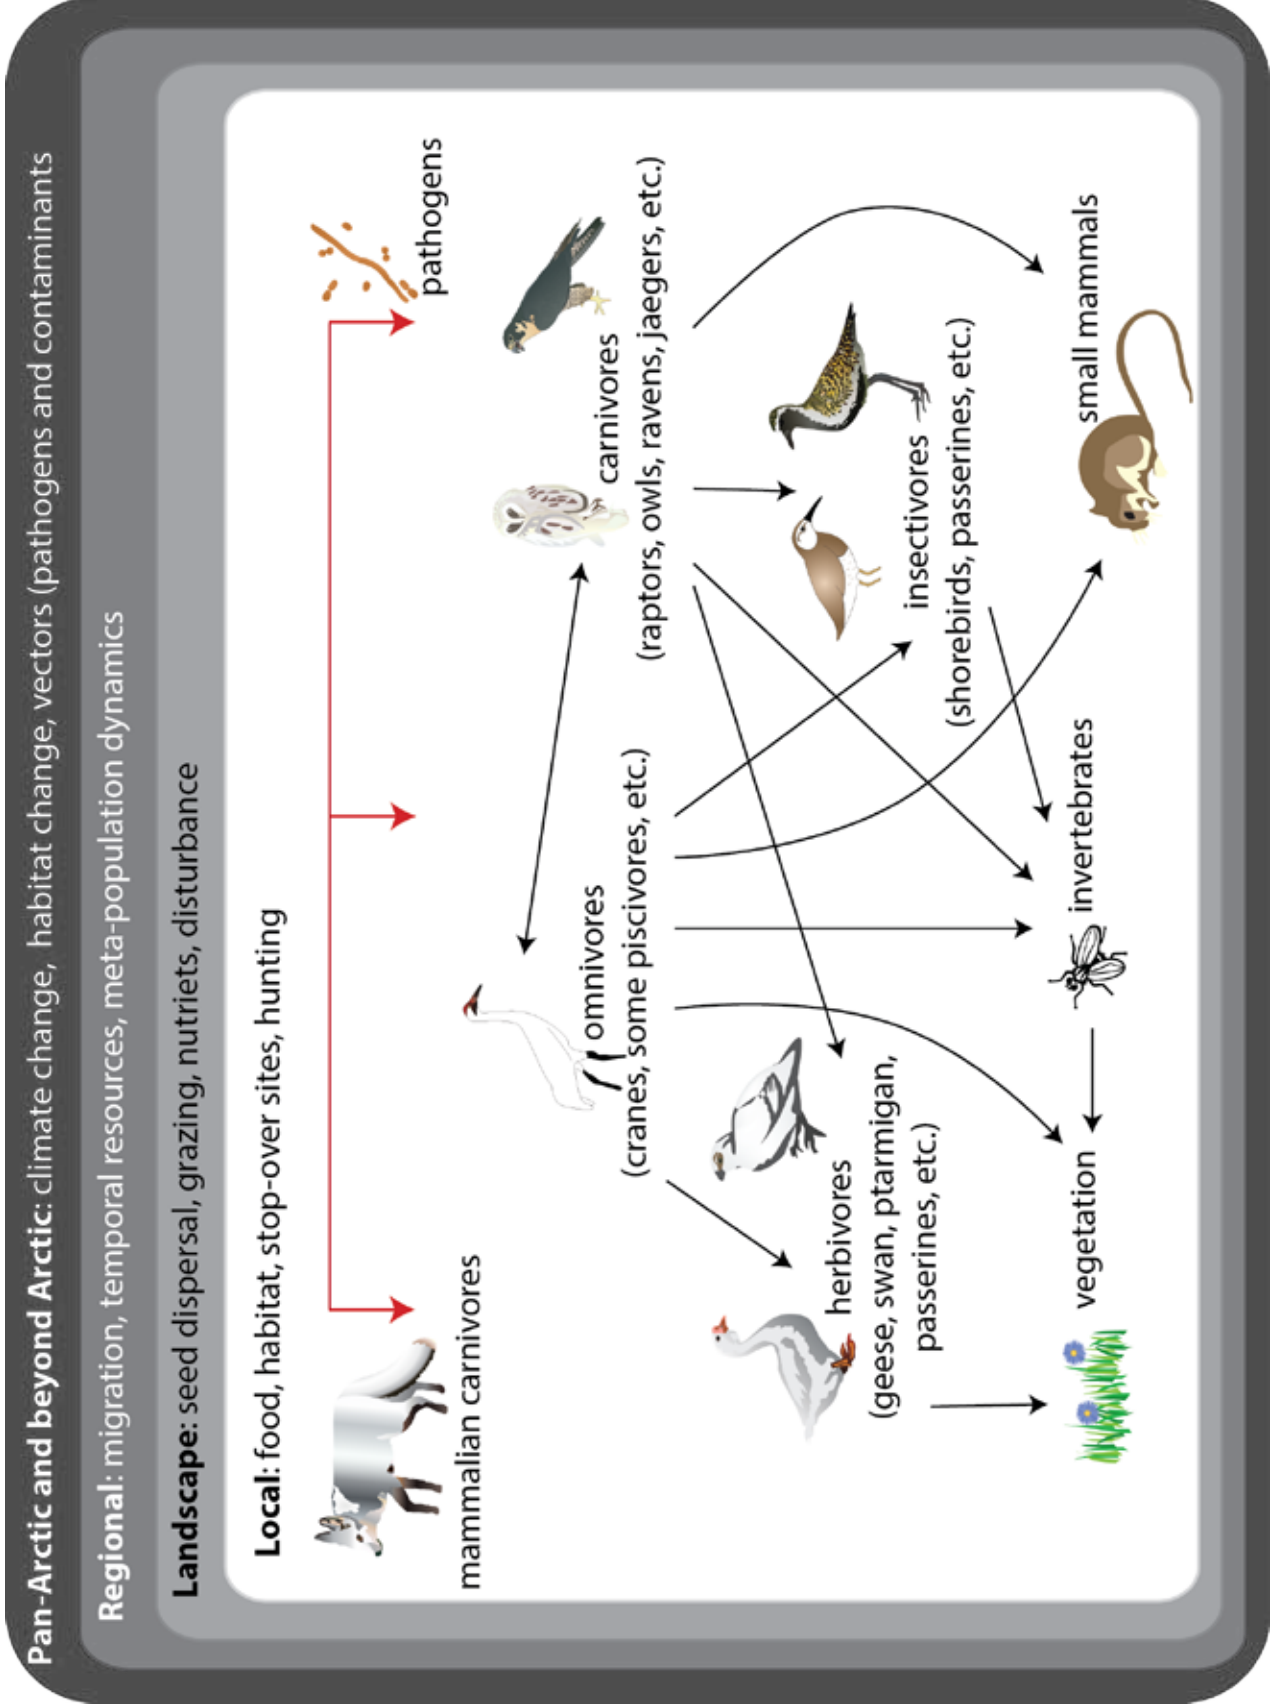 Pan-Arctic and beyond Arctic: climate change, habitat change, vectors (pathogens and contaminants
Regional: migration, temporal resources, meta-population dynamics
Landscape: seed dispersal, grazing, nutriets, disturbance
Local: food, habitat, stop-over sites, hunting
mammalian carnivores
pathogens
omnivores
(cranes, some piscivores, etc.)
carnivores
(raptors, owls, ravens, jaegers, etc.)
herbivores
(geese, swan, ptarmigan,
passerines, etc.)
insectivores
(shorebirds, passerines, etc.)
vegetation
invertebrates
small mammals